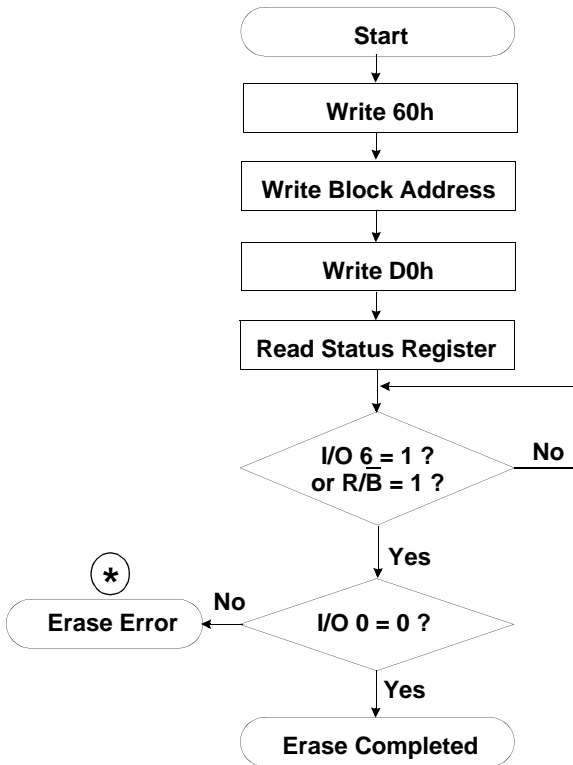 Start
Write 60h
Write Block Address
Write D0h
Read Status Register
I/O 6 = 1 ?
or R/B̅ = 1 ?
No
Yes
*
No
Erase Error
I/O 0 = 0 ?
Yes
Erase Completed